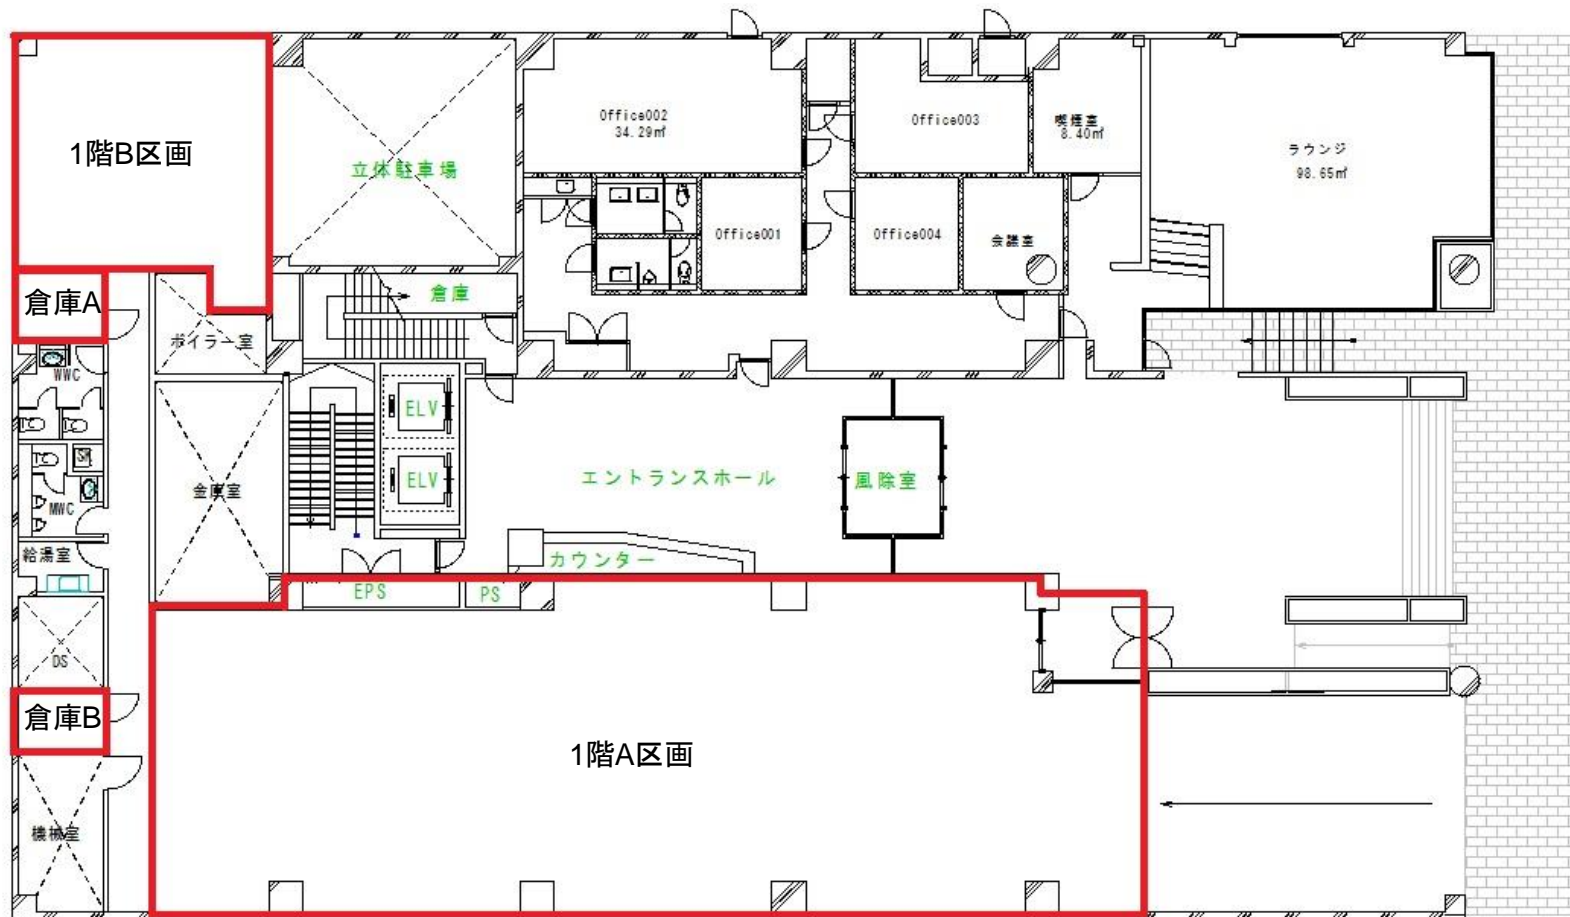 Office002
34.29㎡
Office003
喫煙室
8.40㎡
1階B区画
立体駐車場
ラウンジ
98.65㎡
Office001
Office004
会議室
倉庫A
倉庫
ボイラー室
WWC
ELV
SK
ELV
エントランスホール
風除室
金庫室
MWC
給湯室
カウンター
EPS
PS
DS
倉庫B
1階A区画
機械室